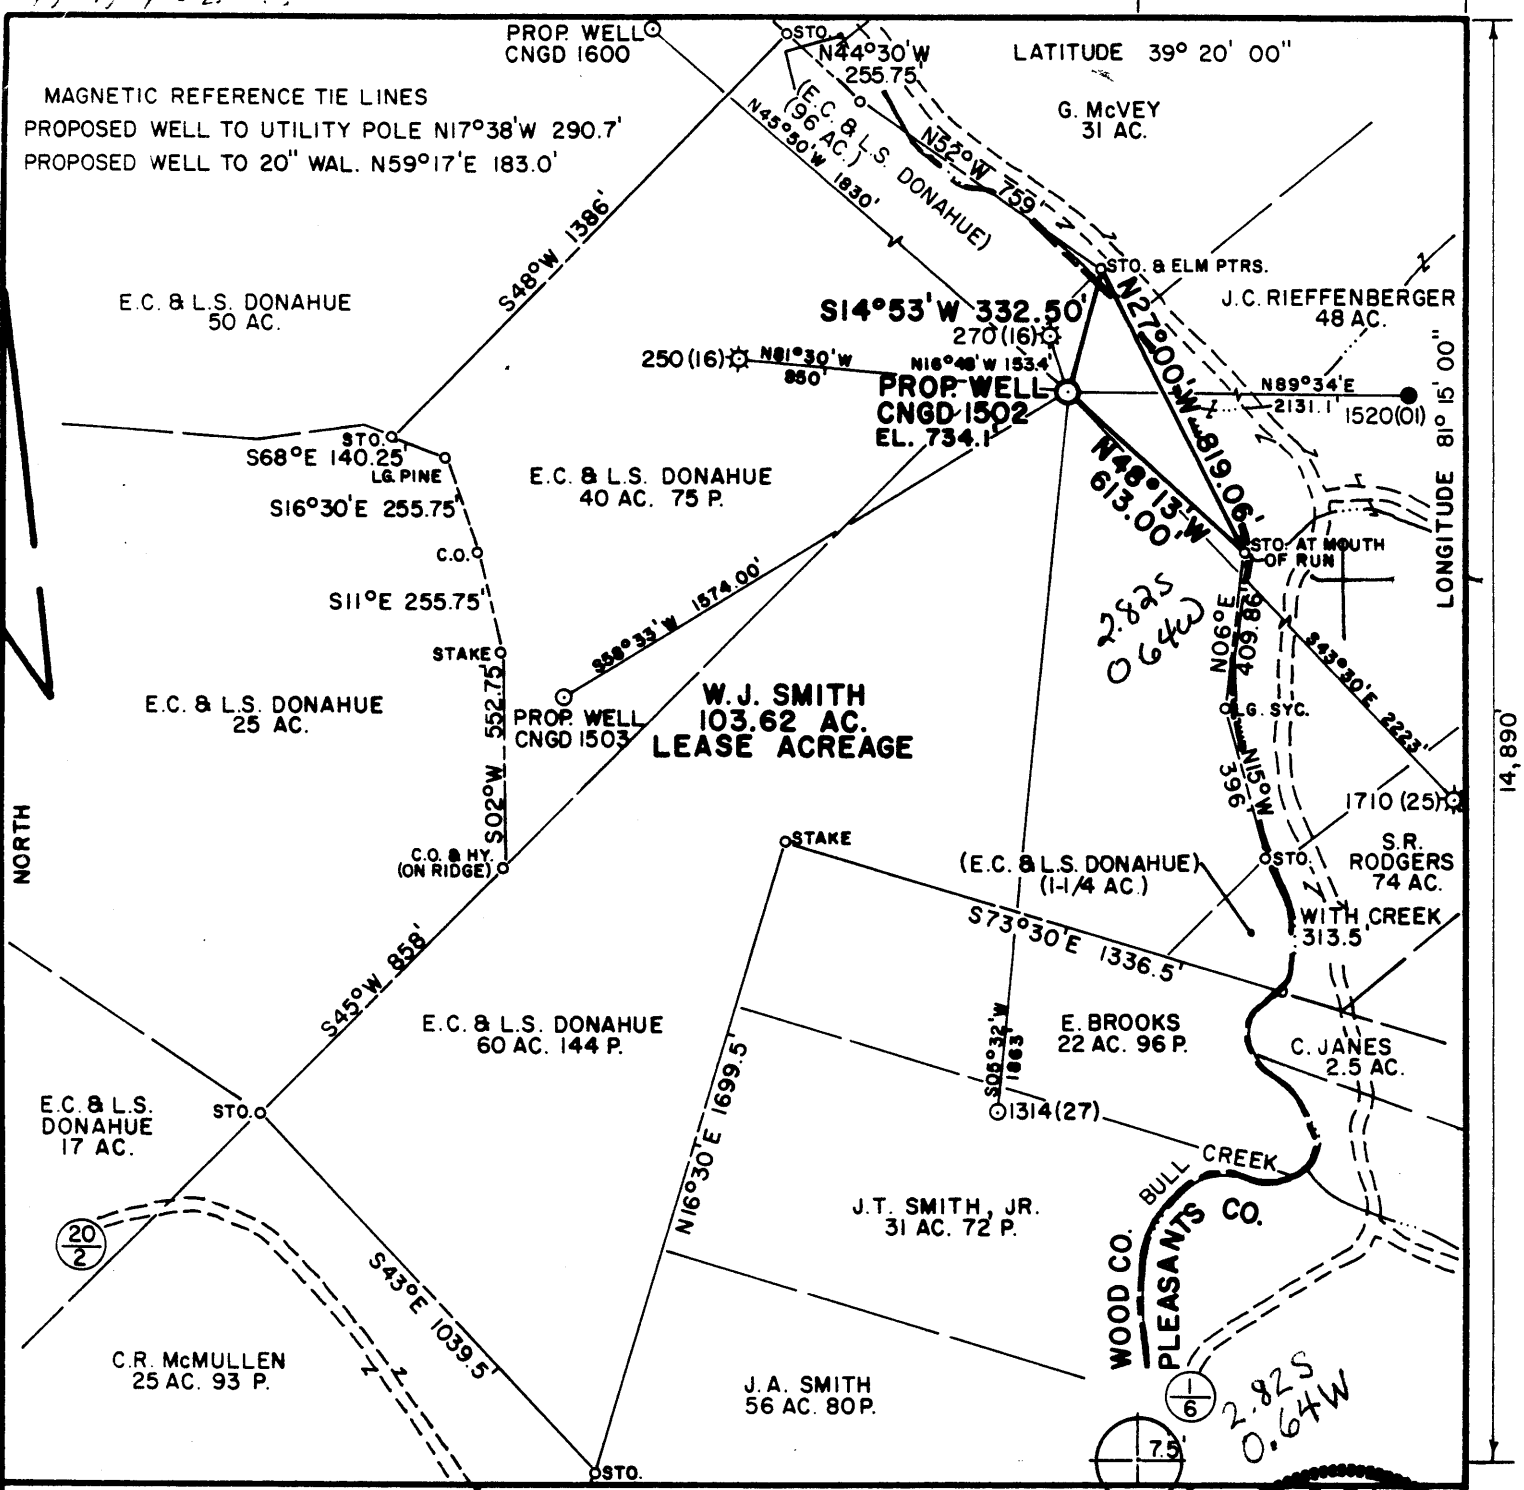 PROP. WELL
CNGD 1600
STO.
N44°30'W
255.75'
LATITUDE 39° 20' 00"
MAGNETIC REFERENCE TIE LINES
PROPOSED WELL TO UTILITY POLE N17°38'W 290.7'
PROPOSED WELL TO 20" WAL. N59°17'E 183.0'
G. McVEY
31 AC.
(E.C. & L.S. DONAHUE)
(96 AC.)
N45°50'W 1830'
N52°W 759'
S48°W 1386'
STO. & ELM PTRS.
E.C. & L.S. DONAHUE
50 AC.
J.C. RIEFFENBERGER
48 AC.
S14°53'W 332.50'
270(16)
N27°00'W 819.06'
250(16)
N81°30'W
850'
N16°48'W 153.4'
PROP. WELL
CNGD 1502
EL. 734.1'
N89°34'E
2131.1'
1520(01)
LONGITUDE 81° 15' 00"
STO.
S68°E 140.25'
LG. PINE
N48°13'W
613.00'
E.C. & L.S. DONAHUE
40 AC. 75 P.
S16°30'E 255.75'
C.O.
STO. AT MOUTH
OF RUN
S11°E 255.75'
S58°33'W 1574.00'
2.82S
0.64W
N06°E
409.86'
S43°30'E 2223'
STAKE
S02°W 552.75'
E.C. & L.S. DONAHUE
25 AC.
PROP. WELL
CNGD 1503
W.J. SMITH
103.62 AC.
LEASE ACREAGE
LG. SYC.
N15°W
396'
14,890'
1710 (25)
NORTH
STAKE
C.O. & HY.
(ON RIDGE)
(E.C. & L.S. DONAHUE)
(1-1/4 AC.)
STO.
S.R.
RODGERS
74 AC.
S73°30'E 1336.5'
WITH CREEK
313.5'
S45°W 858'
E.C. & L.S. DONAHUE
60 AC. 144 P.
N16°30'E 1699.5'
S05°32'W
1863'
E. BROOKS
22 AC. 96 P.
C. JANES
2.5 AC.
E.C. & L.S.
DONAHUE
17 AC.
STO.
1314(27)
BULL CREEK
J.T. SMITH, JR.
31 AC. 72 P.
WOOD CO.
PLEASANTS CO.
20
2
S43°E 1039.5'
C.R. McMULLEN
25 AC. 93 P.
J.A. SMITH
56 AC. 80 P.
1
6
2.82S
0.64W
7.5'
STO.